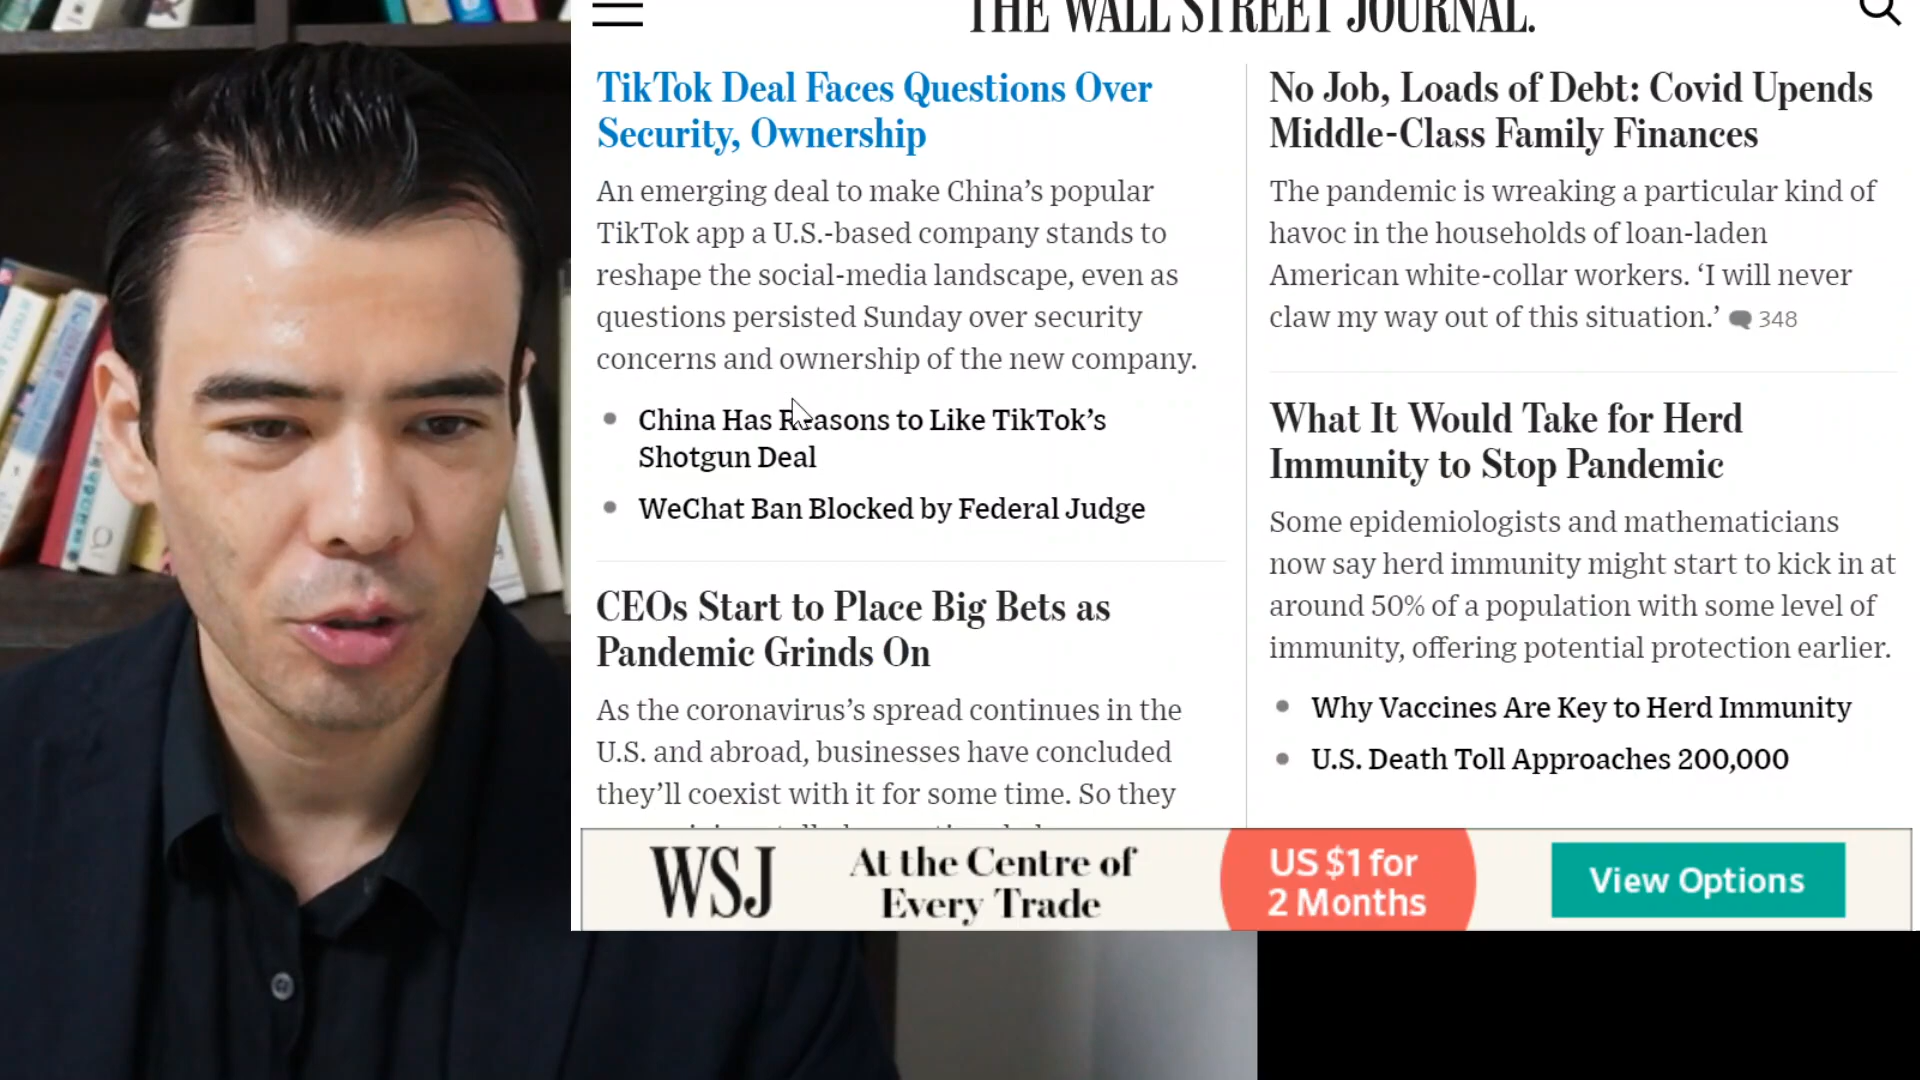 THE WALL STREET JOURNAL.
TikTok Deal Faces Questions Over
Security, Ownership
An emerging deal to make China’s popular
TikTok app a U.S.-based company stands to
reshape the social-media landscape, even as
questions persisted Sunday over security
concerns and ownership of the new company.
China Has Reasons to Like TikTok’s
Shotgun Deal
WeChat Ban Blocked by Federal Judge
CEOs Start to Place Big Bets as
Pandemic Grinds On
As the coronavirus’s spread continues in the
U.S. and abroad, businesses have concluded
they’ll coexist with it for some time. So they
No Job, Loads of Debt: Covid Upends
Middle-Class Family Finances
The pandemic is wreaking a particular kind of
havoc in the households of loan-laden
American white-collar workers. ‘I will never
claw my way out of this situation.’ 348
What It Would Take for Herd
Immunity to Stop Pandemic
Some epidemiologists and mathematicians
now say herd immunity might start to kick in at
around 50% of a population with some level of
immunity, offering potential protection earlier.
Why Vaccines Are Key to Herd Immunity
U.S. Death Toll Approaches 200,000
WSJ
At the Centre of
Every Trade
US $1 for
2 Months
View Options